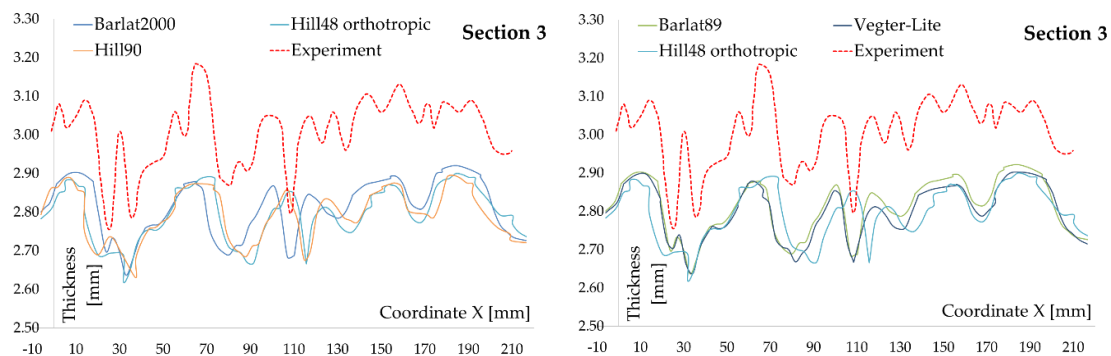 3.30
Barlat2000
Hill48 orthotropic
Section 3
3.20
Hill90
Experiment
3.10
3.00
2.90
2.80
2.70
2.60
2.50
Thickness
[mm]
Coordinate X [mm]
-10 10 30 50 70 90 110 130 150 170 190 210
3.30
Barlat89
Vegter-Lite
Section 3
3.20
Hill48 orthotropic
Experiment
3.10
3.00
2.90
2.80
2.70
2.60
2.50
Thickness
[mm]
Coordinate X [mm]
-10 10 30 50 70 90 110 130 150 170 190 210